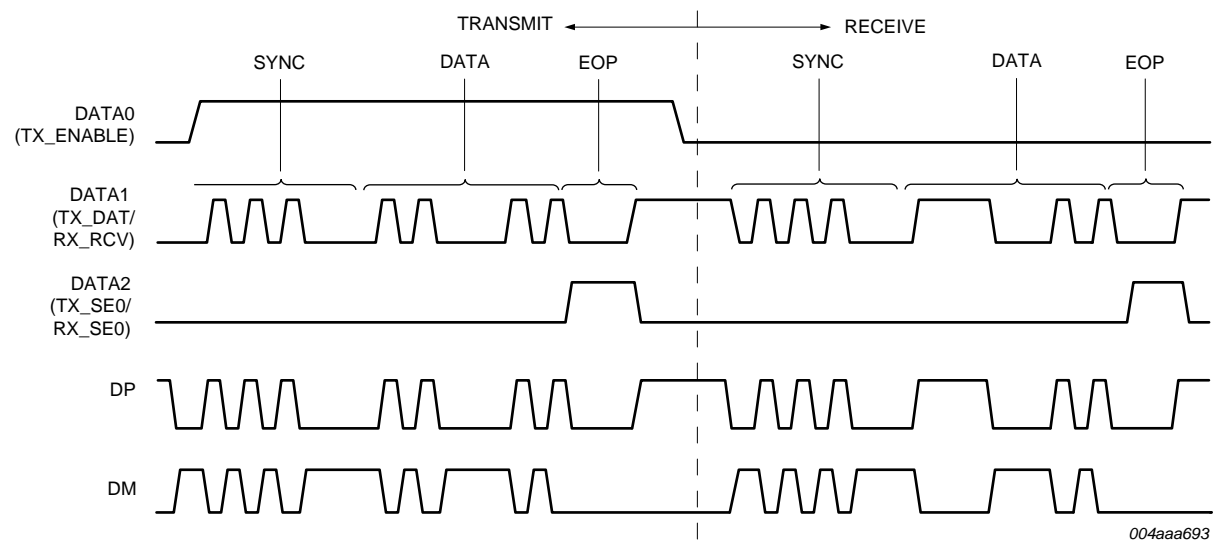 TRANSMIT RECEIVE
SYNC DATA EOP SYNC DATA EOP
DATA0
(TX_ENABLE)
DATA1
(TX_DAT/
RX_RCV)
DATA2
(TX_SE0/
RX_SE0)
DP
DM
004aaa693